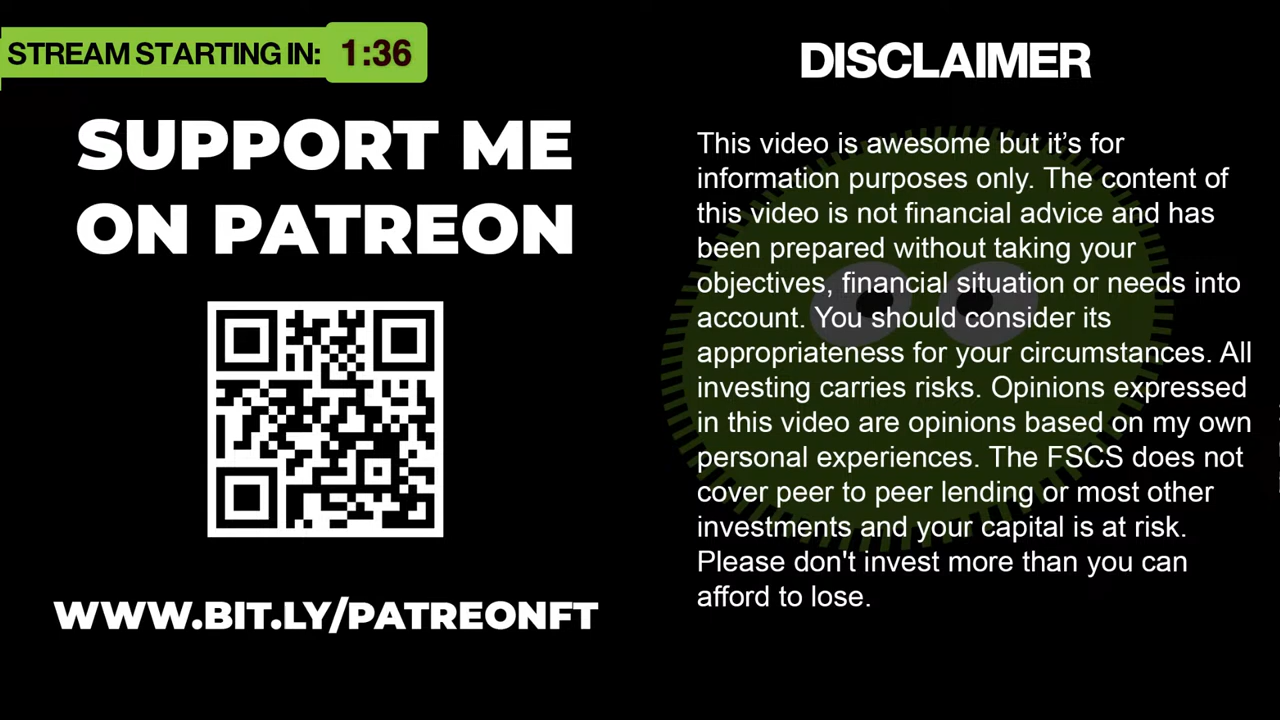 STREAM STARTING IN: 1:36
SUPPORT ME
ON PATREON
WWW.BIT.LY/PATREONFT
DISCLAIMER
This video is awesome but it’s for
information purposes only. The content of
this video is not financial advice and has
been prepared without taking your
objectives, financial situation or needs into
account. You should consider its
appropriateness for your circumstances. All
investing carries risks. Opinions expressed
in this video are opinions based on my own
personal experiences. The FSCS does not
cover peer to peer lending or most other
investments and your capital is at risk.
Please don't invest more than you can
afford to lose.